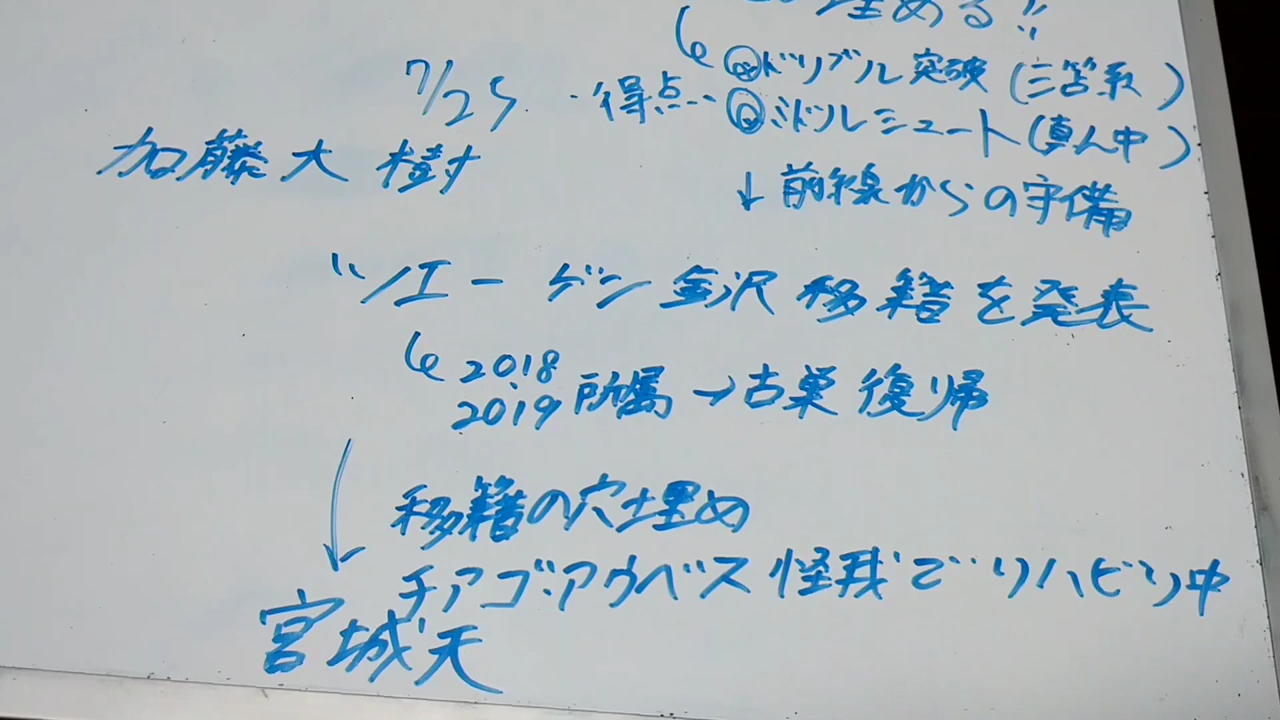 埋める!!
7/25
・得点・・
ドリブル突破(三笘系)
ミドルシュート(真ん中)
↓前線からの守備
加藤大樹
ツエーゲン金沢移籍を発表
2018
2019所属→古巣復帰
移籍の穴埋め
チアゴ・アウベス怪我でリハビリ中
宮城天